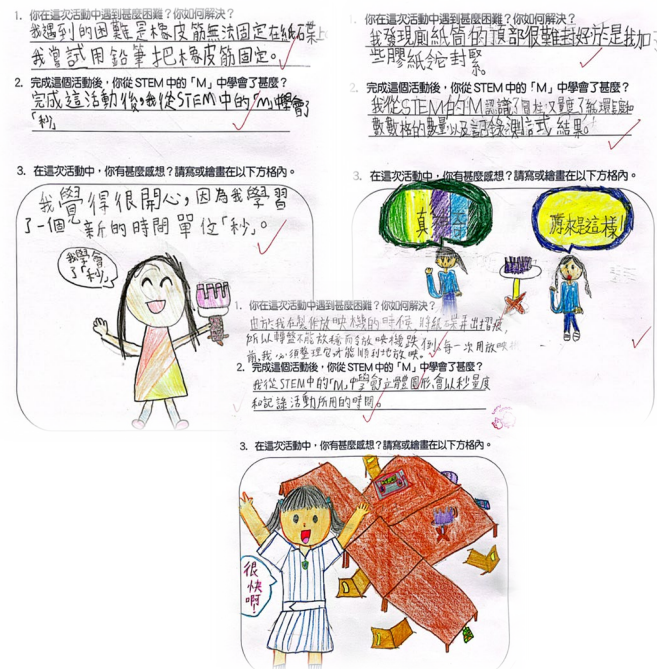 1. 你在這次活動中遇到甚麼困難？你如何解決？
我遇到的困難是橡皮筋無法固定在紙碟上
我嘗試用鉛筆把橡皮筋固定。
2. 完成這個活動後，你從 STEM 中的「M」中學會了甚麼？
完成這活動後，我從STEM中的「M」中學會了
「秒」
3. 在這次活動中，你有甚麼感想？請寫或繪畫在以下方格內。
我覺得很開心，因為我學習
了一個新的時間單位「秒」。
我學會
了「秒」
1. 你在這次活動中遇到甚麼困難？你如何解決？
我發現廁紙筒的頂部很難封好於是我加
些膠紙號封緊。
2. 完成這個活動後，你從 STEM 中的「M」中學會了甚麼？
我從STEM的M認識了圓柱
數數格的數量以及記錄測試結果。
3. 在這次活動中，你有甚麼感想？請寫或繪畫在以下方格內。
真
原來是這樣!!
1. 你在這次活動中遇到甚麼困難？你如何解決？
我在製作放映機的時候，時紙碟弄出摺痕，
所以轉盤不能放穩而令放映機跌倒。每一次用放映機
前，我必須整理它才能順利地放映。
2. 完成這個活動後，你從 STEM 中的「M」中學會了甚麼？
我從STEM中的「M」中學會立體圖形會以秒量度
和記錄活動所用的時間。
3. 在這次活動中，你有甚麼感想？請寫或繪畫在以下方格內。
很快啊!